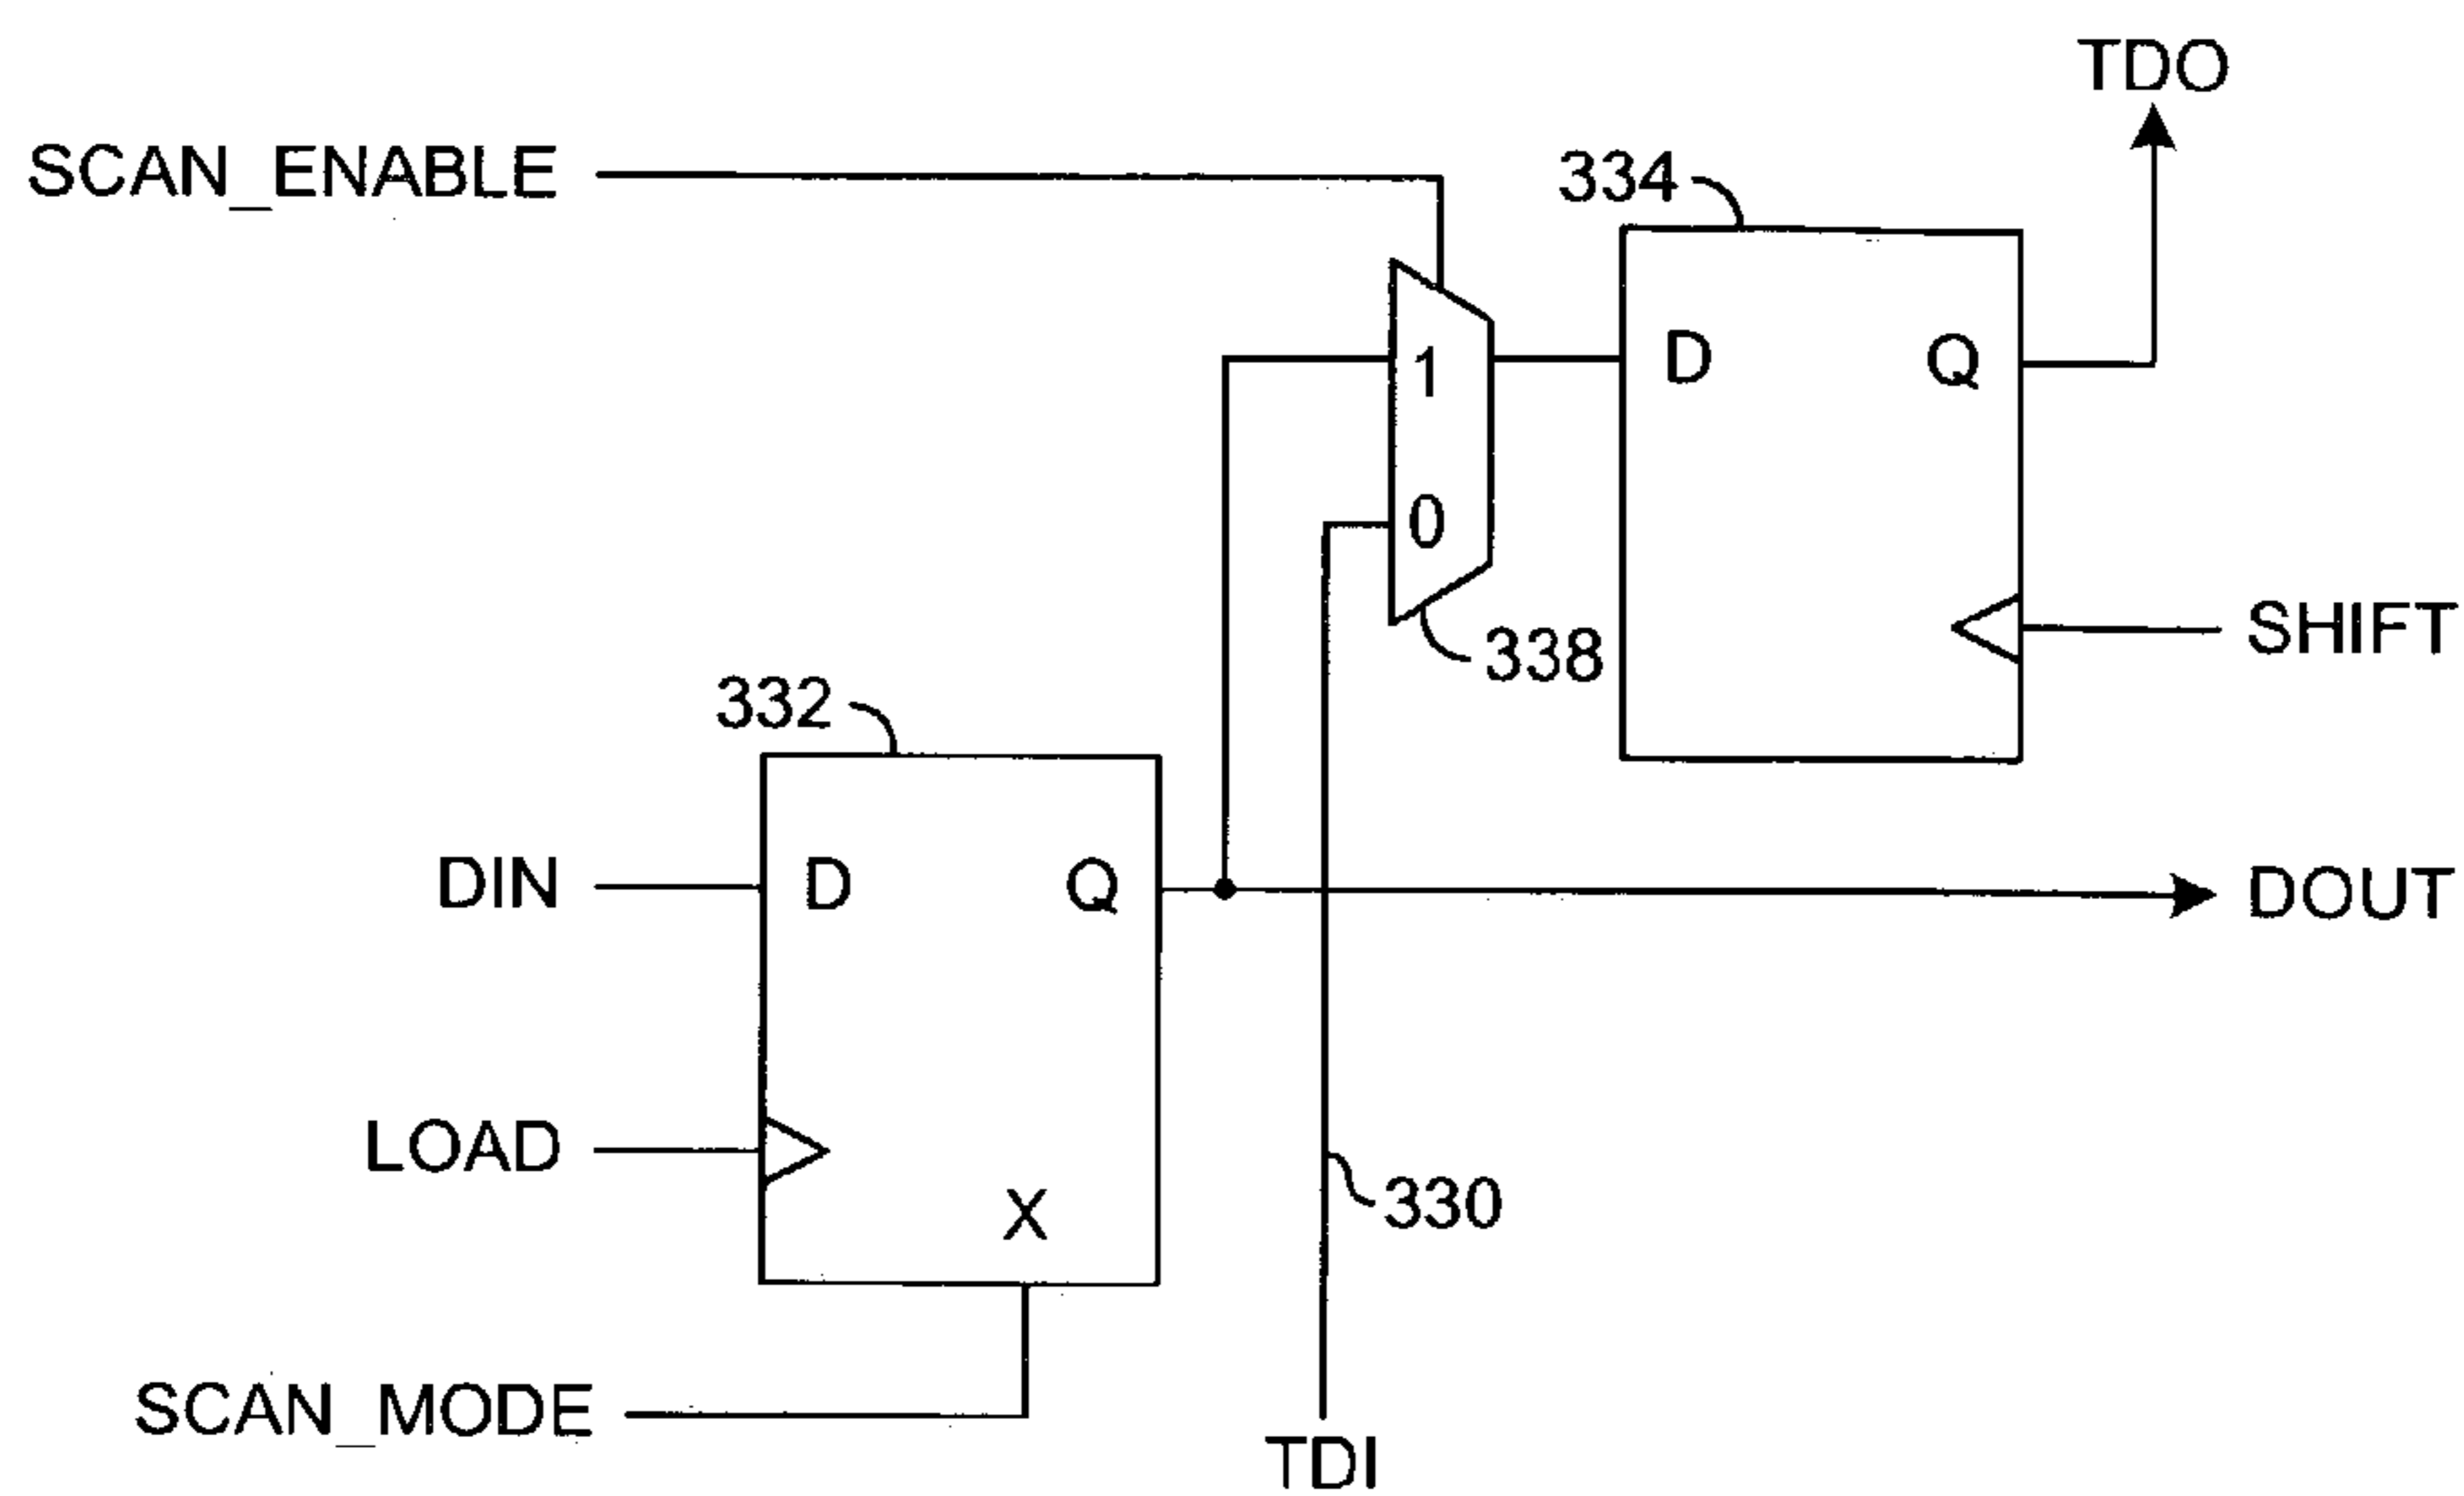 TDO
SCAN_ENABLE
334
1
D
Q
0
SHIFT
338
332
DIN
D
Q
DOUT
LOAD
X
330
SCAN_MODE
TDI